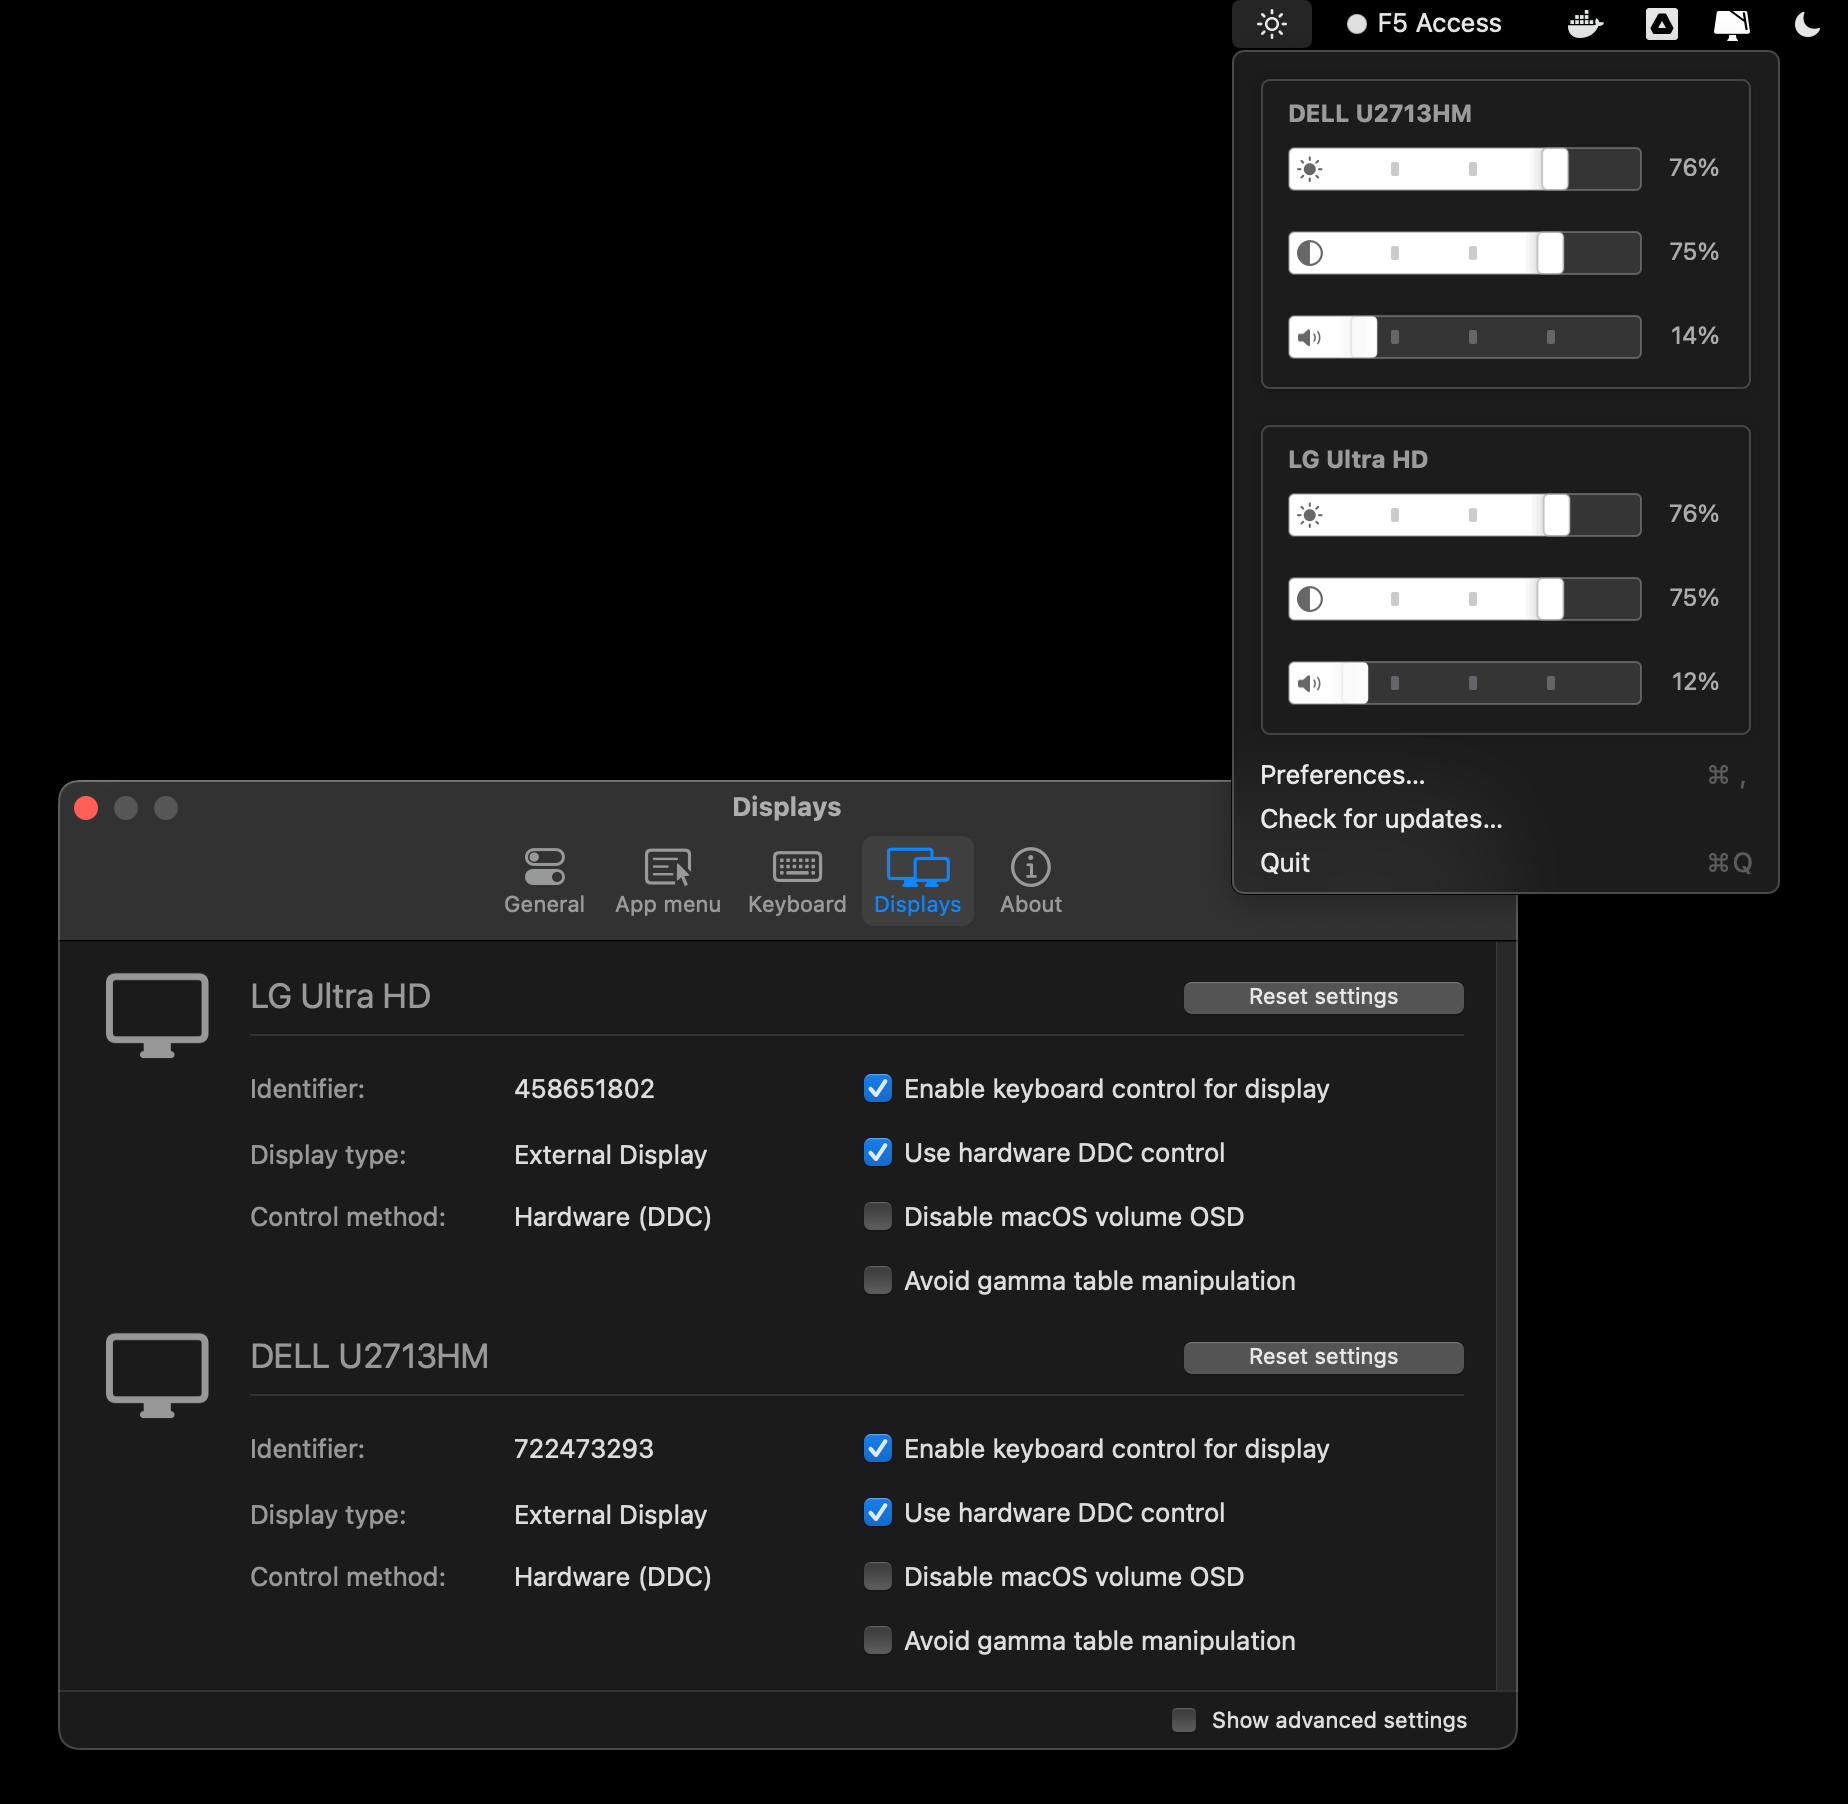 F5 Access
DELL U2713HM
76%
75%
14%
LG Ultra HD
76%
75%
12%
Preferences... ⌘ ,
Check for updates...
Quit ⌘Q
Displays
General App menu Keyboard Displays About
LG Ultra HD Reset settings
Identifier: 458651802 Enable keyboard control for display
Display type: External Display Use hardware DDC control
Control method: Hardware (DDC) Disable macOS volume OSD
Avoid gamma table manipulation
DELL U2713HM Reset settings
Identifier: 722473293 Enable keyboard control for display
Display type: External Display Use hardware DDC control
Control method: Hardware (DDC) Disable macOS volume OSD
Avoid gamma table manipulation
Show advanced settings